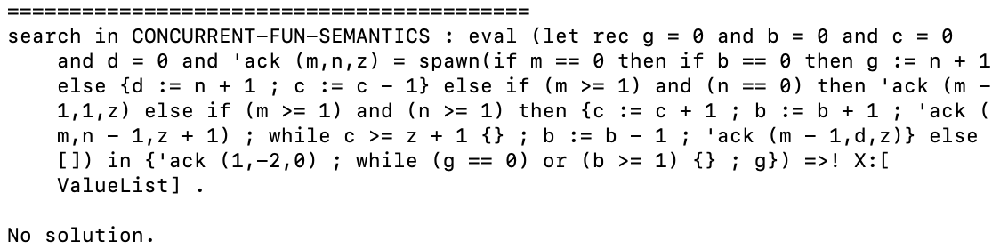 ==========================================
search in CONCURRENT-FUN-SEMANTICS : eval (let rec g = 0 and b = 0 and c = 0
and d = 0 and 'ack (m,n,z) = spawn(if m == 0 then if b == 0 then g := n + 1
else {d := n + 1 ; c := c - 1} else if (m >= 1) and (n == 0) then 'ack (m -
1,1,z) else if (m >= 1) and (n >= 1) then {c := c + 1 ; b := b + 1 ; 'ack (
m,n - 1,z + 1) ; while c >= z + 1 {} ; b := b - 1 ; 'ack (m - 1,d,z)} else
[]) in {'ack (1,-2,0) ; while (g == 0) or (b >= 1) {} ; g}) =>! X:[
ValueList] .
No solution.